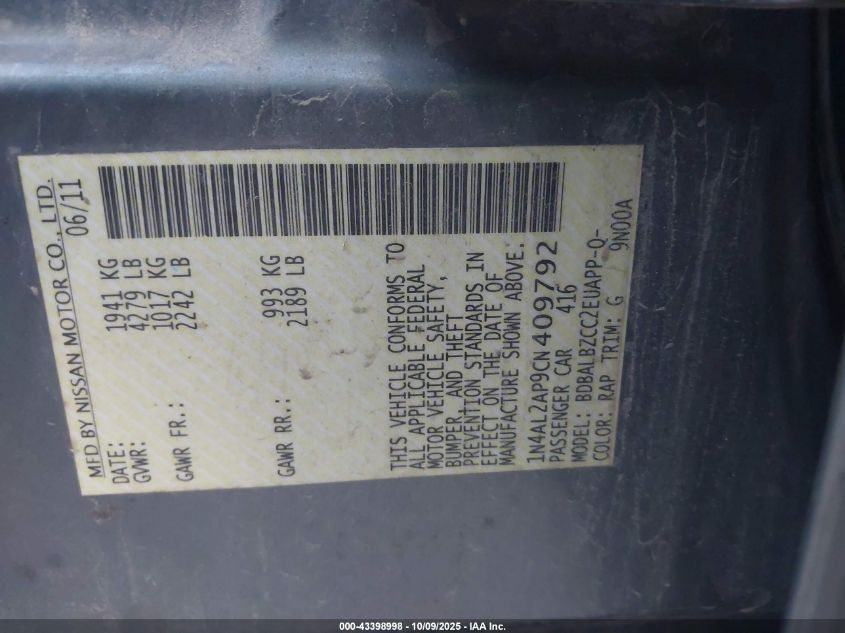 MFD BY NISSAN MOTOR CO., LTD.
DATE: 06/11
GVWR: 1941 KG
4279 LB
GAWR FR.: 1017 KG
2242 LB
GAWR RR.: 993 KG
2189 LB
THIS VEHICLE CONFORMS TO
ALL APPLICABLE FEDERAL
MOTOR VEHICLE SAFETY,
BUMPER, AND THEFT
PREVENTION STANDARDS IN
EFFECT ON THE DATE OF
MANUFACTURE SHOWN ABOVE.
1N4AL2AP9CN409792
PASSENGER CAR 416
MODEL: BDBALBZCC2EUAPP-Q-
COLOR: RAP TRIM: G 9N00A
000-43398998 - 10/09/2025 - IAA Inc.